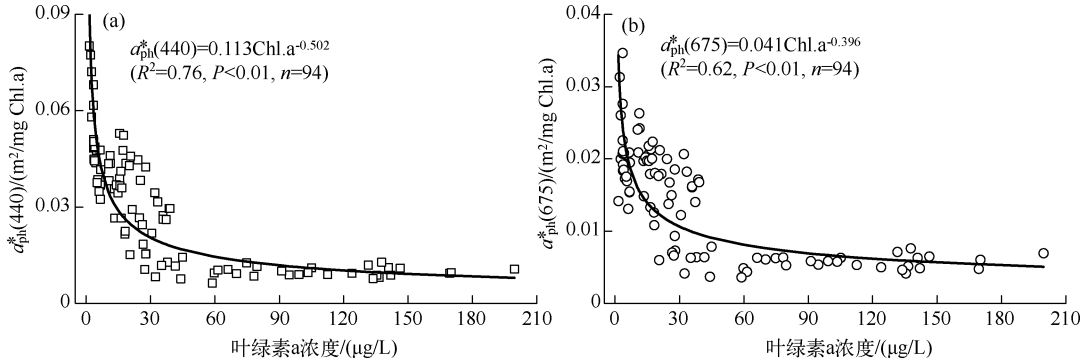 (a)
a*ph(440)=0.113Chl.a-0.502
(R2=0.76, P<0.01, n=94)
a*ph(440)/(m2/mg Chl.a)
0.09
0.06
0.03
0
0 30 60 90 120 150 180 210
叶绿素a浓度/(μg/L)
(b)
a*ph(675)=0.041Chl.a-0.396
(R2=0.62, P<0.01, n=94)
a*ph(675)/(m2/mg Chl.a)
0.04
0.03
0.02
0.01
0
0 30 60 90 120 150 180 210
叶绿素a浓度/(μg/L)